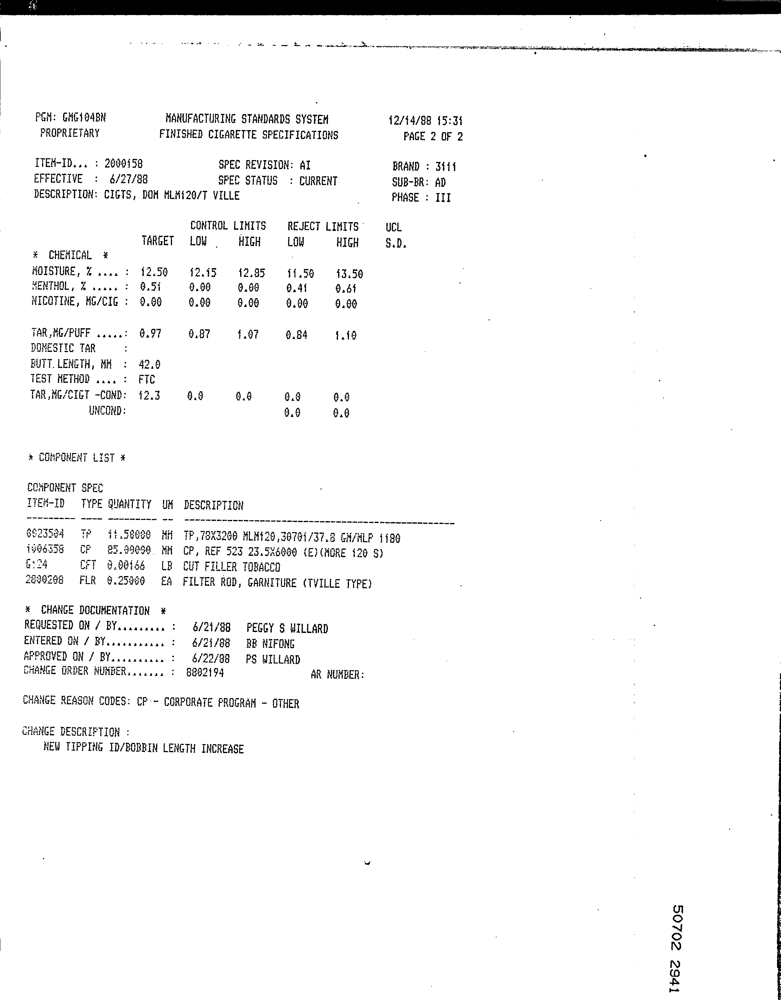 PGM: GMG104BN MANUFACTURING STANDARDS SYSTEM 12/14/88 15:31
PROPRIETARY FINISHED CIGARETTE SPECIFICATIONS PAGE 2 OF 2
ITEM-ID... : 2000158 SPEC REVISION: AI BRAND : 3111
EFFECTIVE : 6/27/88 SPEC STATUS : CURRENT SUB-BR: AD
DESCRIPTION: CIGTS, DOM MLM120/T VILLE PHASE : III
CONTROL LIMITS REJECT LIMITS UCL
TARGET LOW HIGH LOW HIGH S.D.
* CHEMICAL *
MOISTURE, % .... : 12.50 12.15 12.85 11.50 13.50
MENTHOL, % ..... : 0.51 0.00 0.00 0.41 0.61
NICOTINE, MG/CIG : 0.00 0.00 0.00 0.00 0.00
TAR,MG/PUFF .....: 0.97 0.87 1.07 0.84 1.10
DOMESTIC TAR :
BUTT.LENGTH, MM : 42.0
TEST METHOD .... : FTC
TAR,MG/CIGT -COND: 12.3 0.0 0.0 0.0 0.0
UNCOND: 0.0 0.0
* COMPONENT LIST *
COMPONENT SPEC
ITEM-ID TYPE QUANTITY UM DESCRIPTION
0023504 TP 11.50000 MM TP,78X3200 MLM120,30701/37.8 GM/MLP 1180
1006358 CP 85.00000 MM CP, REF 523 23.5X6000 (E)(MORE 120 S)
CFT 0.00166 LB CUT FILLER TOBACCO
2800208 FLR 0.25000 EA FILTER ROD, GARNITURE (TVILLE TYPE)
* CHANGE DOCUMENTATION *
REQUESTED ON / BY......... : 6/21/88 PEGGY S WILLARD
ENTERED ON / BY........... : 6/21/88 BB NIFONG
APPROVED ON / BY.......... : 6/22/88 PS WILLARD
CHANGE ORDER NUMBER....... : 8802194 AR NUMBER:
CHANGE REASON CODES: CP - CORPORATE PROGRAM - OTHER
CHANGE DESCRIPTION :
NEW TIPPING ID/BOBBIN LENGTH INCREASE
50702 2941